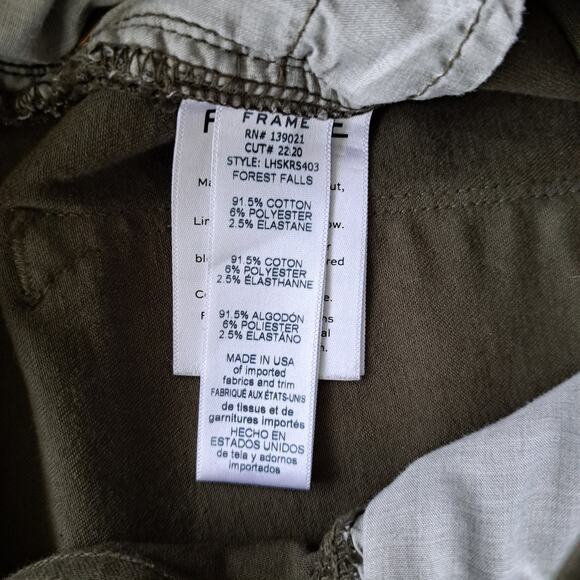 FRAME
RN# 139021
CUT# 22 20
STYLE: LHSKRS403
FOREST FALLS
91.5% COTTON
6% POLYESTER
2.5% ELASTANE
91.5% COTON
6% POLYESTER
2.5% ÉLASTHANNE
91.5% ALGODÓN
6% POLIESTER
2.5% ELASTANO
MADE IN USA
of imported
fabrics and trim
FABRIQUÉ AUX ÉTATS-UNIS
de tissus et de
garnitures importés
HECHO EN
ESTADOS UNIDOS
de tela y adornos
importados